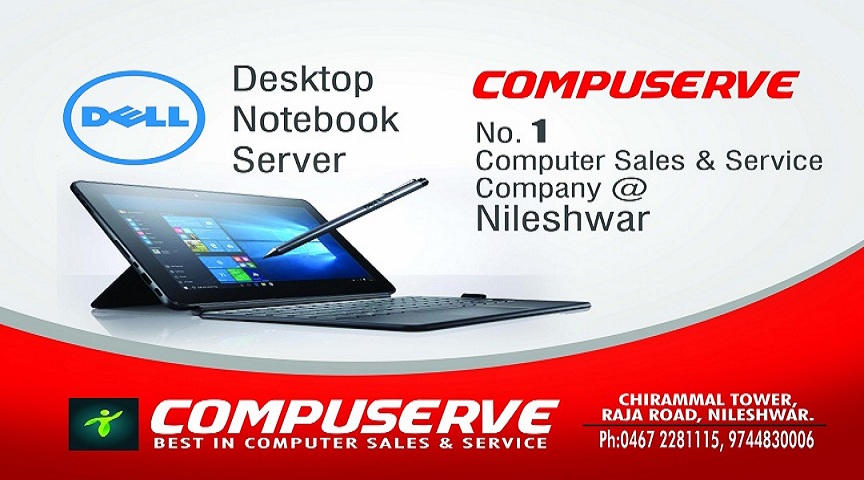 DELL
Desktop
Notebook
Server
COMPUSERVE
No. 1
Computer Sales & Service
Company @
Nileshwar
COMPUSERVE
BEST IN COMPUTER SALES & SERVICE
CHIRAMMAL TOWER,
RAJA ROAD, NILESHWAR.
Ph:0467 2281115, 9744830006